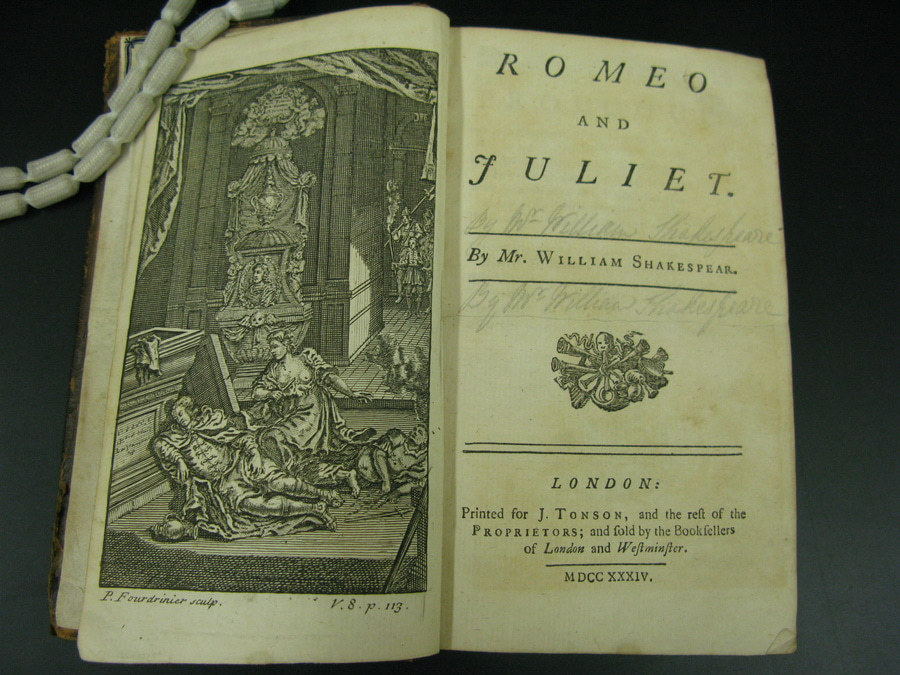 P. Fourdrinier sculp.
V. 8. p. 113.
ROMEO
AND
JULIET.
By Mr. William Shakespeare
By Mr. WILLIAM SHAKESPEAR.
By Mr. William Shakespeare
LONDON:
Printed for J. TONSON, and the reſt of the
PROPRIETORS; and ſold by the Bookſellers
of London and Weſtminſter.
MDCC XXXIV.